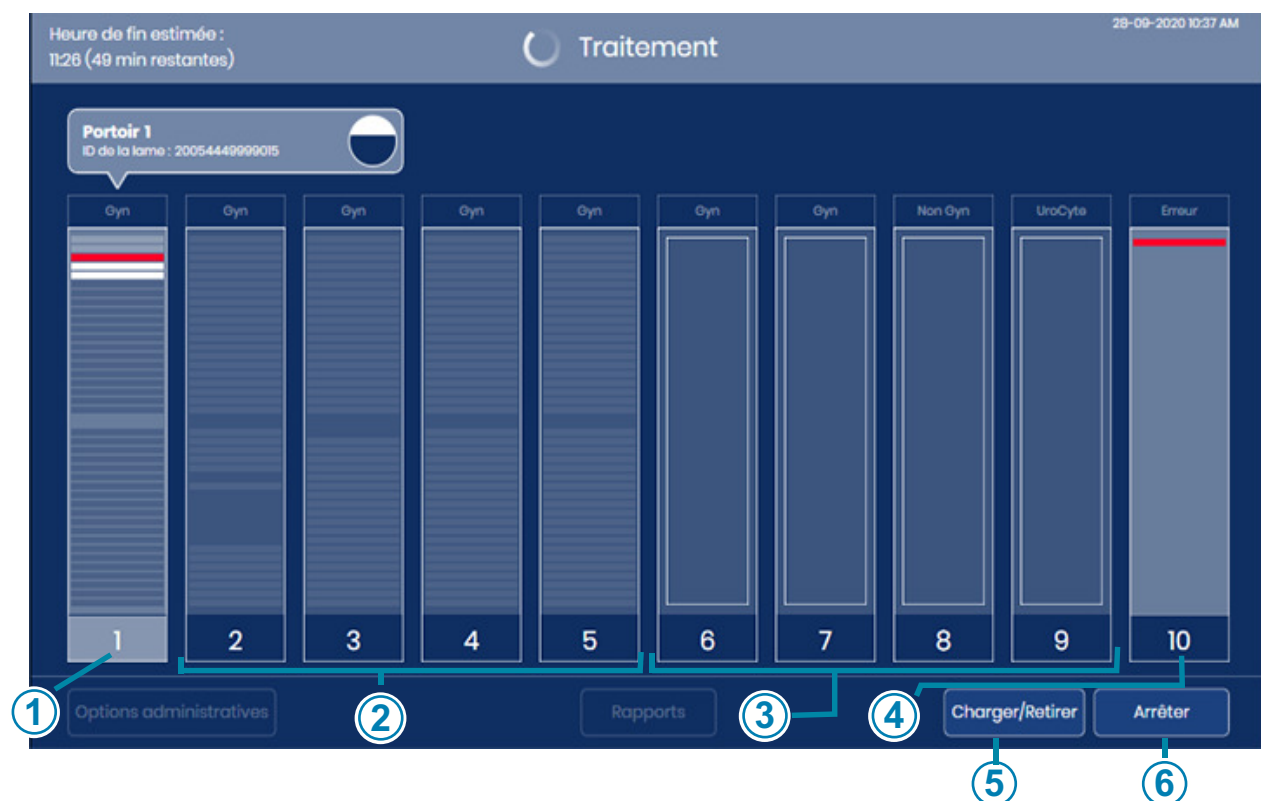 Heure de fin estimée :
11:26 (49 min restantes)
Traitement
28-09-2020 10:37 AM
Portoir 1
ID de la lame : 20054449999015
Gyn Gyn Gyn Gyn Gyn Gyn Gyn Non Gyn UroCyte Erreur
1 2 3 4 5 6 7 8 9 10
Options administratives Rapports Charger/Retirer Arrêter
1 2 3 4
5 6